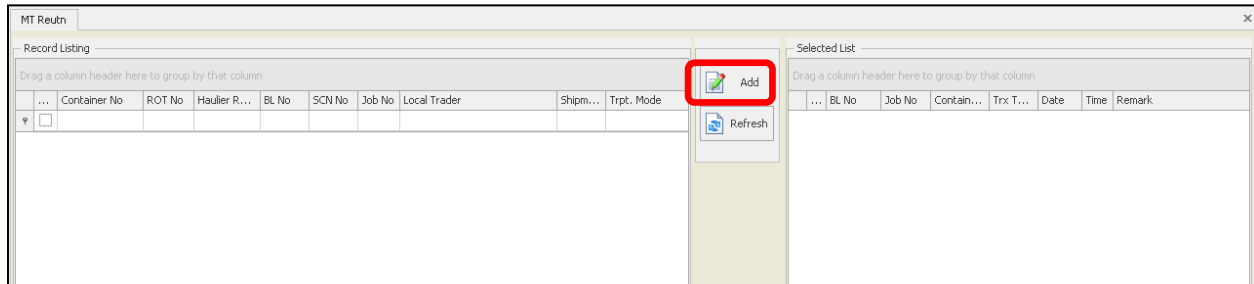 MT Reutn
x
Record Listing
Drag a column header here to group by that column
... Container No ROT No Haulier R... BL No SCN No Job No Local Trader Shipm... Trpt. Mode
Add
Refresh
Selected List
Drag a column header here to group by that column
... BL No Job No Contain... Trx T... Date Time Remark